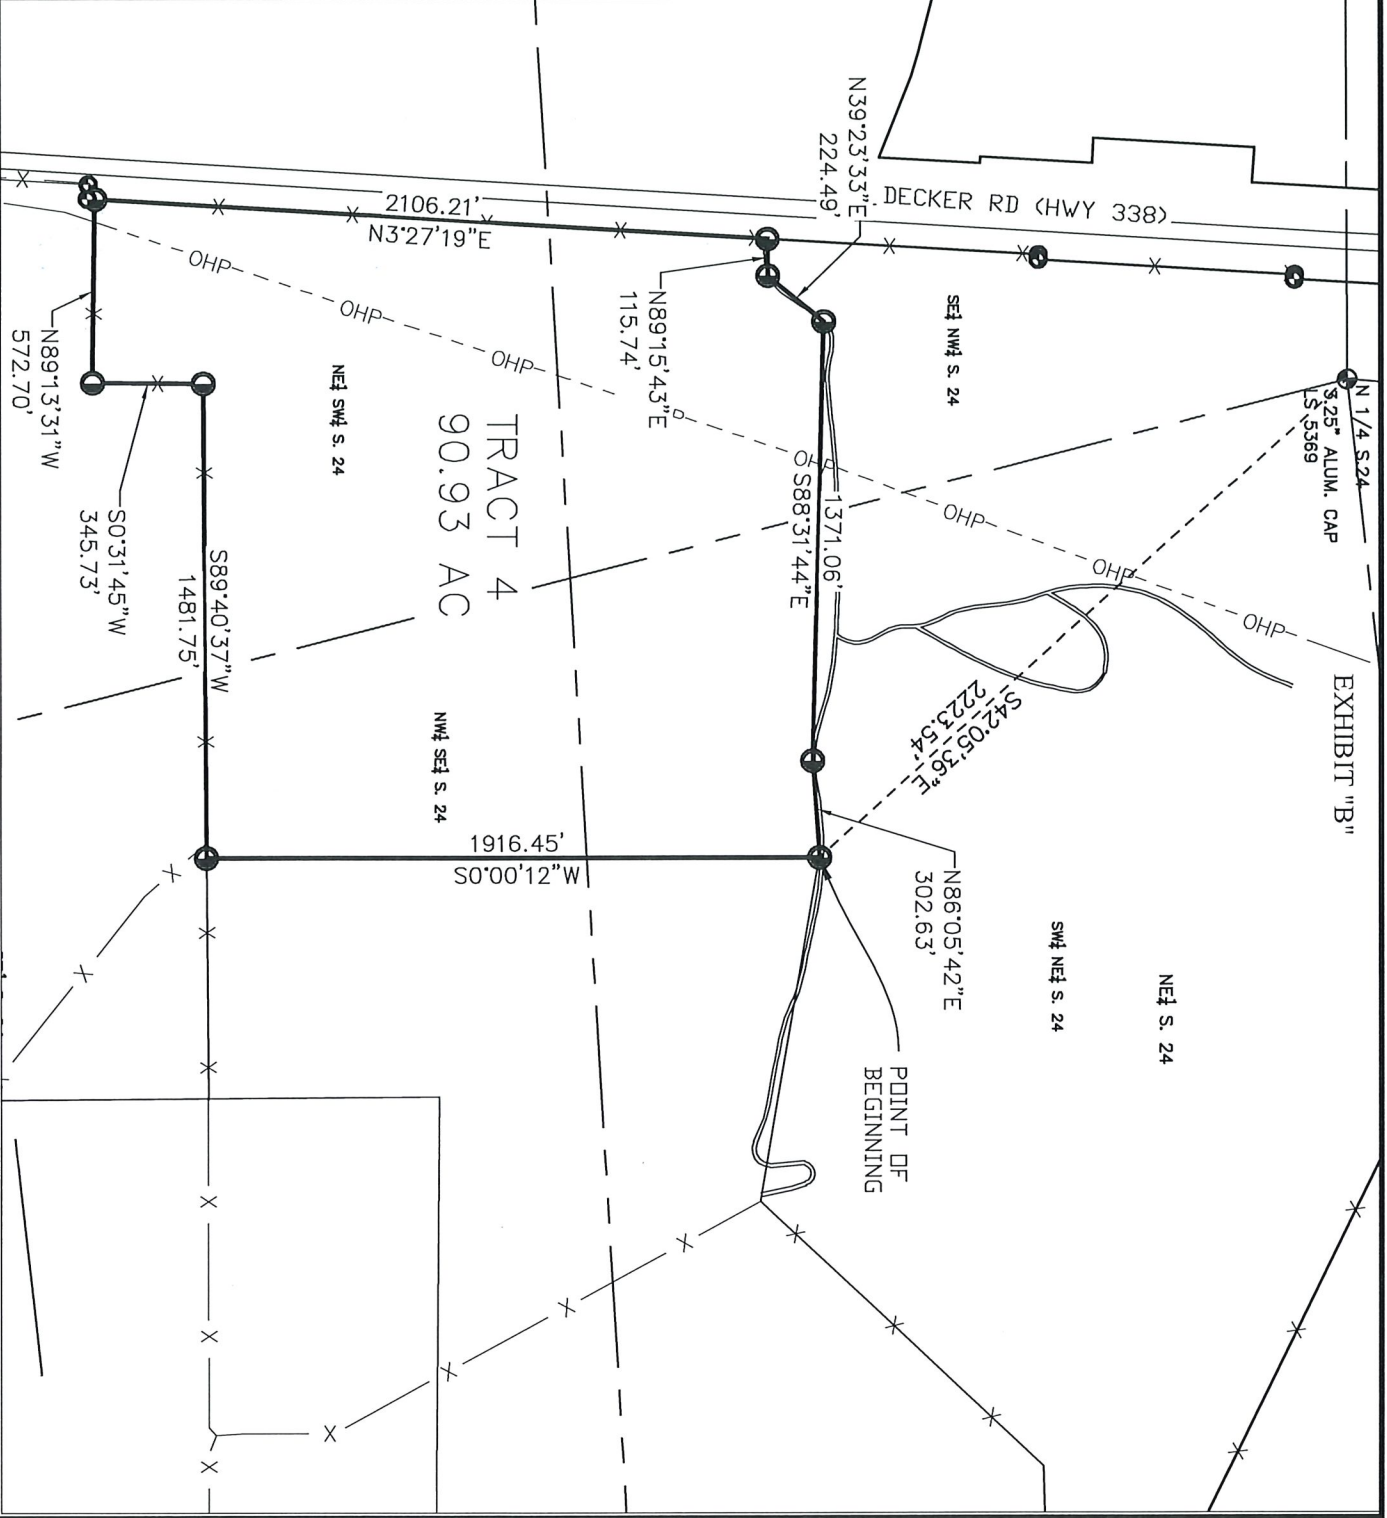 EXHIBIT "B"
N 1/4 S.24
3.25" ALUM. CAP
LS 5369
DECKER RD (HWY 338)
N39°23'33"E
224.49'
SE¼ NW¼ S. 24
NE¼ S. 24
SW¼ NE¼ S. 24
S42°05'36"E
2223.54'
OHP
OHP
OHP
OHP
POINT OF
BEGINNING
N86°05'42"E
302.63'
1371.06'
S88°31'44"E
N89°15'43"E
115.74'
2106.21'
N3°27'19"E
OHP
OHP
OHP
TRACT 4
90.93 AC
1916.45'
S0°00'12"W
NW¼ SE¼ S. 24
NE¼ SW¼ S. 24
S89°40'37"W
1481.75'
S0°31'45"W
345.73'
N89°13'31"W
572.70'